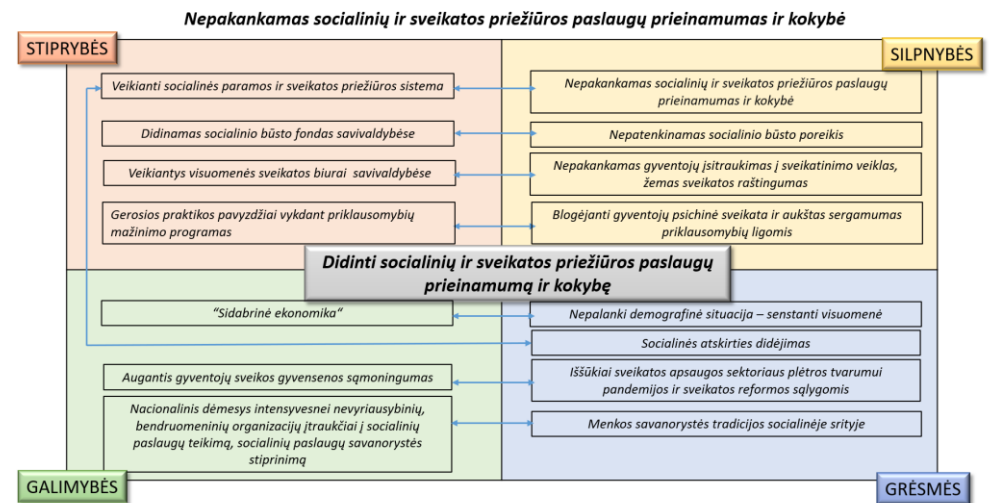 Nepakankamas socialinių ir sveikatos priežiūros paslaugų prieinamumas ir kokybė
STIPRYBĖS
SILPNYBĖS
Veikianti socialinės paramos ir sveikatos priežiūros sistema
Nepakankamas socialinių ir sveikatos priežiūros paslaugų
prieinamumas ir kokybė
Didinamas socialinio būsto fondas savivaldybėse
Nepatenkinamas socialinio būsto poreikis
Veikiantys visuomenės sveikatos biurai savivaldybėse
Nepakankamas gyventojų įsitraukimas į sveikatinimo veiklas,
žemas sveikatos raštingumas
Gerosios praktikos pavyzdžiai vykdant priklausomybių
mažinimo programas
Blogėjanti gyventojų psichinė sveikata ir aukštas sergamumas
priklausomybių ligomis
Didinti socialinių ir sveikatos priežiūros paslaugų
prieinamumą ir kokybę
“Sidabrinė ekonomika“
Nepalanki demografinė situacija – senstanti visuomenė
Socialinės atskirties didėjimas
Augantis gyventojų sveikos gyvensenos sąmoningumas
Iššūkiai sveikatos apsaugos sektoriaus plėtros tvarumui
pandemijos ir sveikatos reformos sąlygomis
Nacionalinis dėmesys intensyvesnei nevyriausybinių,
bendruomeninių organizacijų įtraukčiai į socialinių
paslaugų teikimą, socialinių paslaugų savanorystės
stiprinimą
Menkos savanorystės tradicijos socialinėje srityje
GALIMYBĖS
GRĖSMĖS